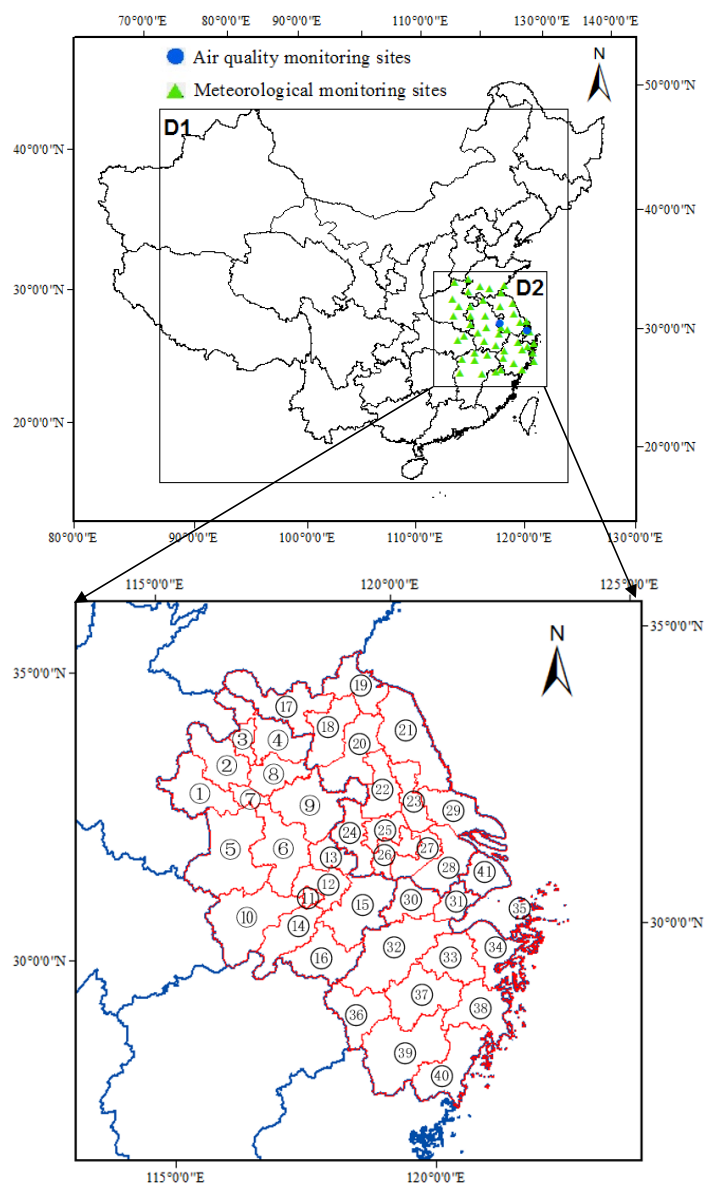 70°0'0"E 80°0'0"E 90°0'0"E 110°0'0"E 130°0'0"E 140°0'0"E
Air quality monitoring sites
Meteorological monitoring sites
N
50°0'0"N
D1
40°0'0"N
40°0'0"N
30°0'0"N
D2
30°0'0"N
20°0'0"N
20°0'0"N
80°0'0"E 90°0'0"E 100°0'0"E 110°0'0"E 120°0'0"E 130°0'0"E
115°0'0"E 120°0'0"E 125°0'0"E
35°0'0"N
N
35°0'0"N
19
17
18
21
3
4
20
2
8
22
1
7
9
23
29
24
25
5
6
27
26
13
28
41
12
11
30
31
15
35
10
14
30°0'0"N
32
34
16
33
30°0'0"N
37
38
36
39
40
115°0'0"E 120°0'0"E